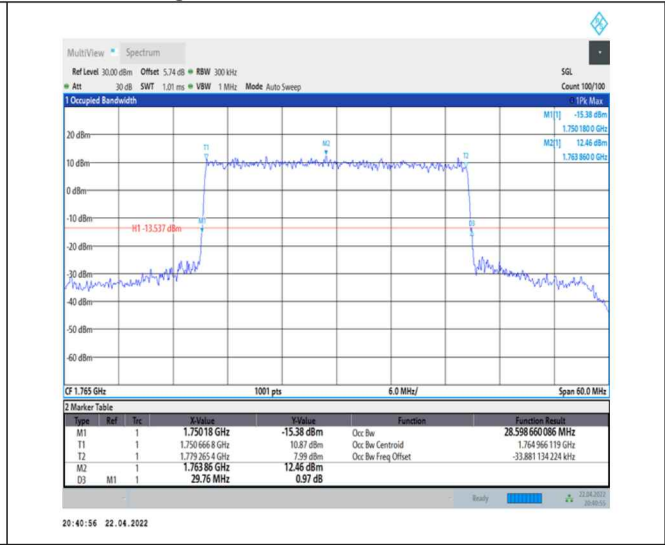 MultiView Spectrum
Ref Level 30.00 dBm Offset 5.74 dB RBW 300 kHz SGL
Att 30 dB SWT 1.01 ms VBW 1 MHz Mode Auto Sweep Count 100/100
1 Occupied Bandwidth 1Pk Max
M1[1] -15.38 dBm
1.750 180 0 GHz
M2[1] 12.46 dBm
1.763 860 0 GHz
20 dBm
T1 M2 T2
10 dBm
0 dBm
-10 dBm
M1 D3
H1 -13.537 dBm
-20 dBm
-30 dBm
-40 dBm
-50 dBm
-60 dBm
CF 1.765 GHz 1001 pts 6.0 MHz/ Span 60.0 MHz
2 Marker Table
Type Ref Trc X-Value Y-Value Function Function Result
M1 1 1.75018 GHz -15.38 dBm Occ Bw 28.598 660 086 MHz
T1 1 1.750 666 8 GHz 10.87 dBm Occ Bw Centroid 1.764 966 119 GHz
T2 1 1.779 265 4 GHz 7.99 dBm Occ Bw Freq Offset -33.881 134 224 kHz
M2 1 1.763 86 GHz 12.46 dBm
D3 M1 1 29.76 MHz 0.97 dB
Ready 22.04.2022
20:40:56
20:40:56 22.04.2022